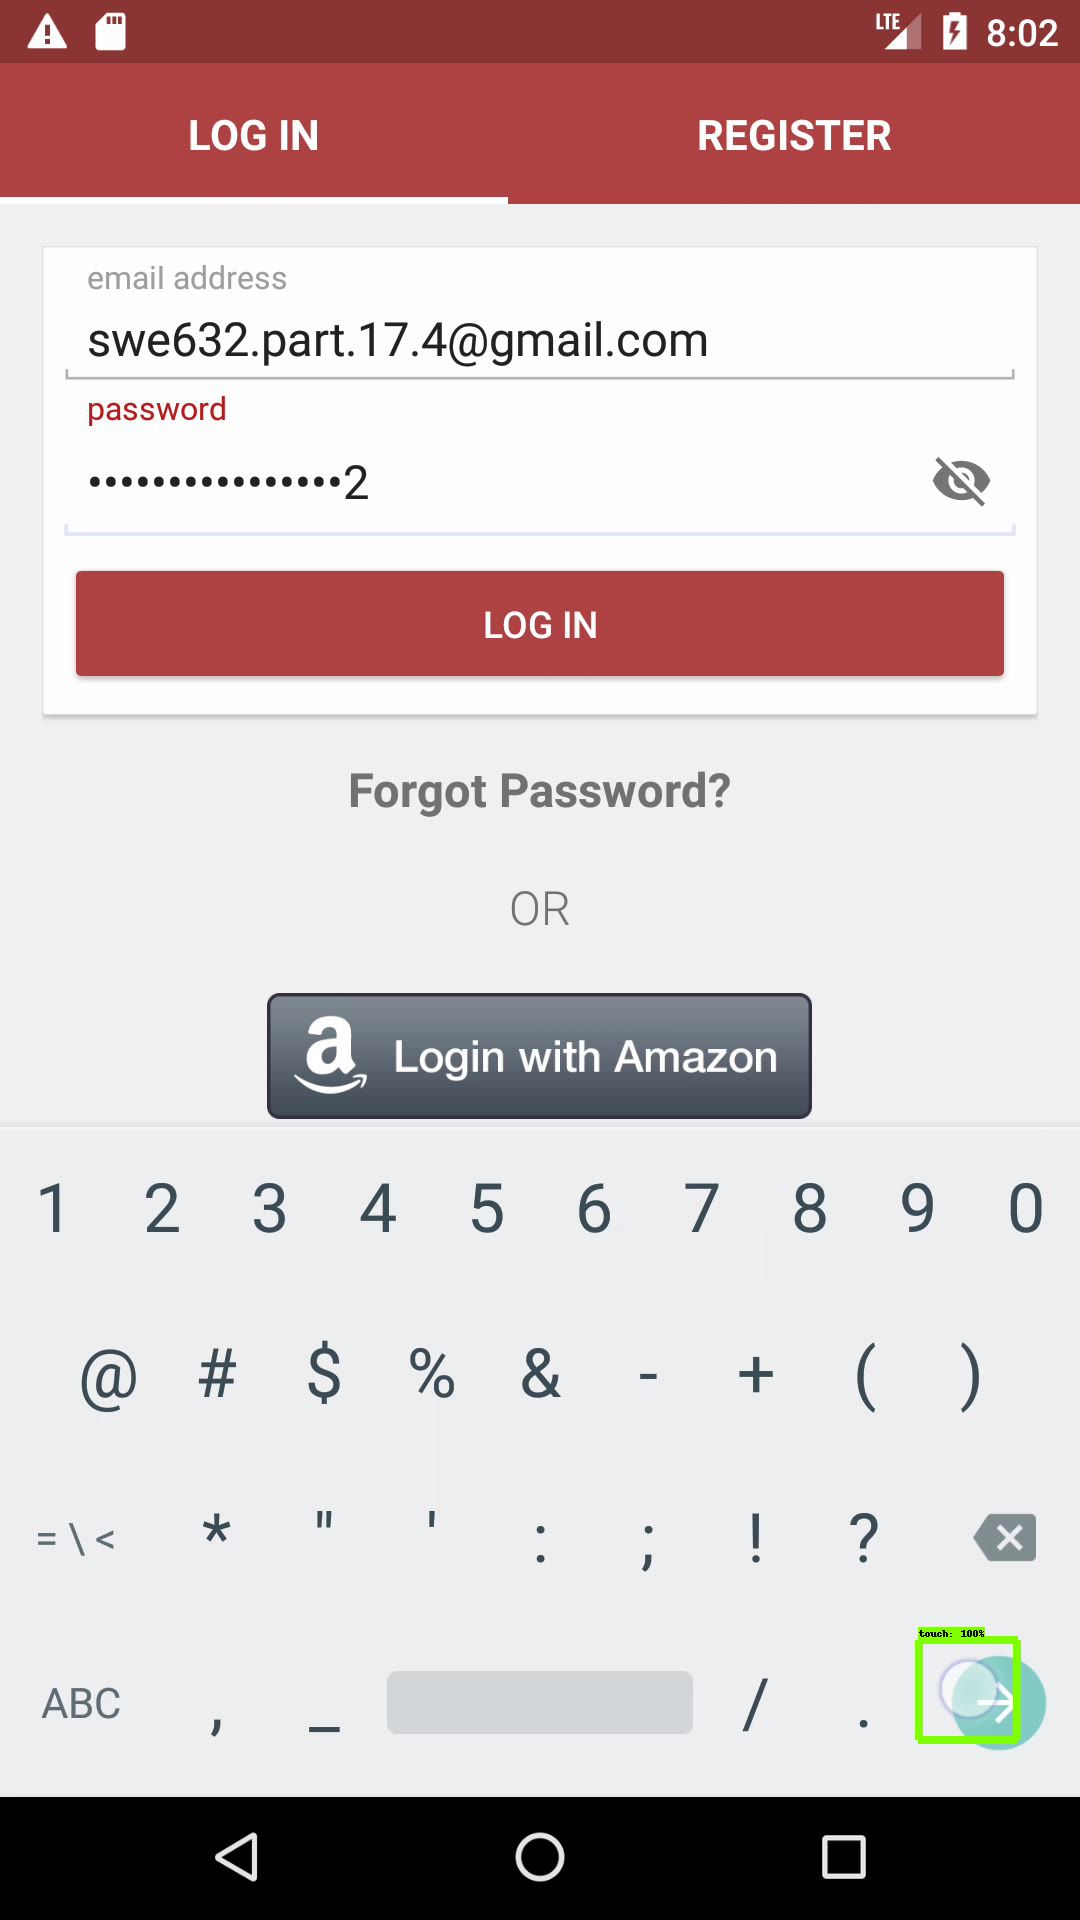 LTE 8:02
LOG IN REGISTER
email address
swe632.part.17.4@gmail.com
password
••••••••••••••••2
LOG IN
Forgot Password?
OR
a Login with Amazon
1 2 3 4 5 6 7 8 9 0
@ # $ % & - + ( )
= \ < * " ' : ; ! ?
touch: 100%
ABC , _ / .